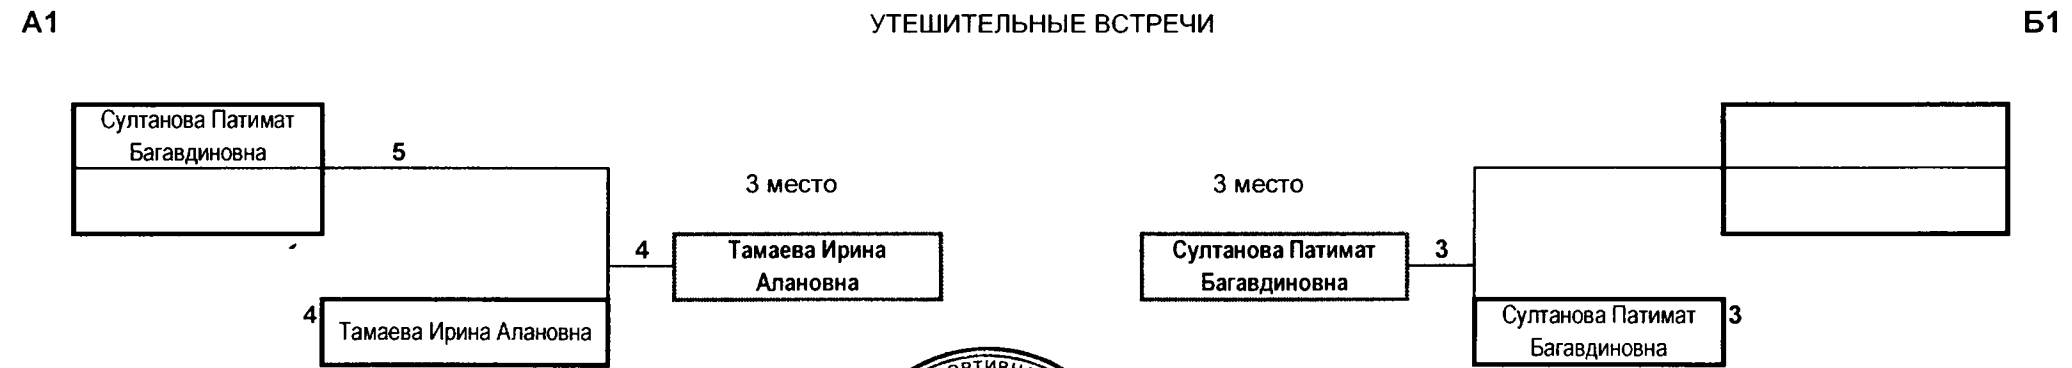 А1
УТЕШИТЕЛЬНЫЕ ВСТРЕЧИ
Б1
Султанова Патимат
Багавдиновна
5
3 место
3 место
4
Тамаева Ирина
Алановна
Султанова Патимат
Багавдиновна
3
4
Тамаева Ирина Алановна
Султанова Патимат
Багавдиновна
3